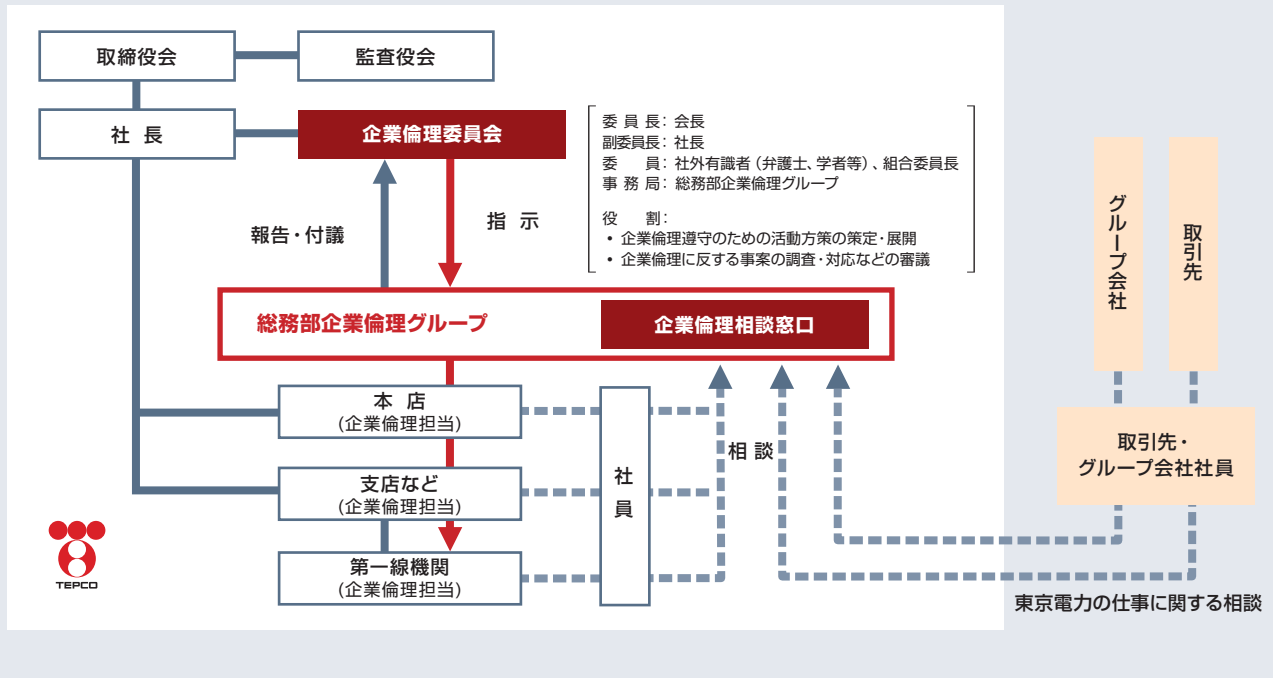 取締役会
監査役会
社 長
企業倫理委員会
委 員 長： 会長
副委員長： 社長
委　　員： 社外有識者（弁護士、学者等）、組合委員長
事 務 局： 総務部企業倫理グループ
役　　割：
• 企業倫理遵守のための活動方策の策定・展開
• 企業倫理に反する事案の調査・対応などの審議
報告・付議
指 示
総務部企業倫理グループ
企業倫理相談窓口
本 店
(企業倫理担当)
支店など
(企業倫理担当)
第一線機関
(企業倫理担当)
社員
相 談
グループ会社
取引先
取引先・
グループ会社社員
東京電力の仕事に関する相談
TEPCO